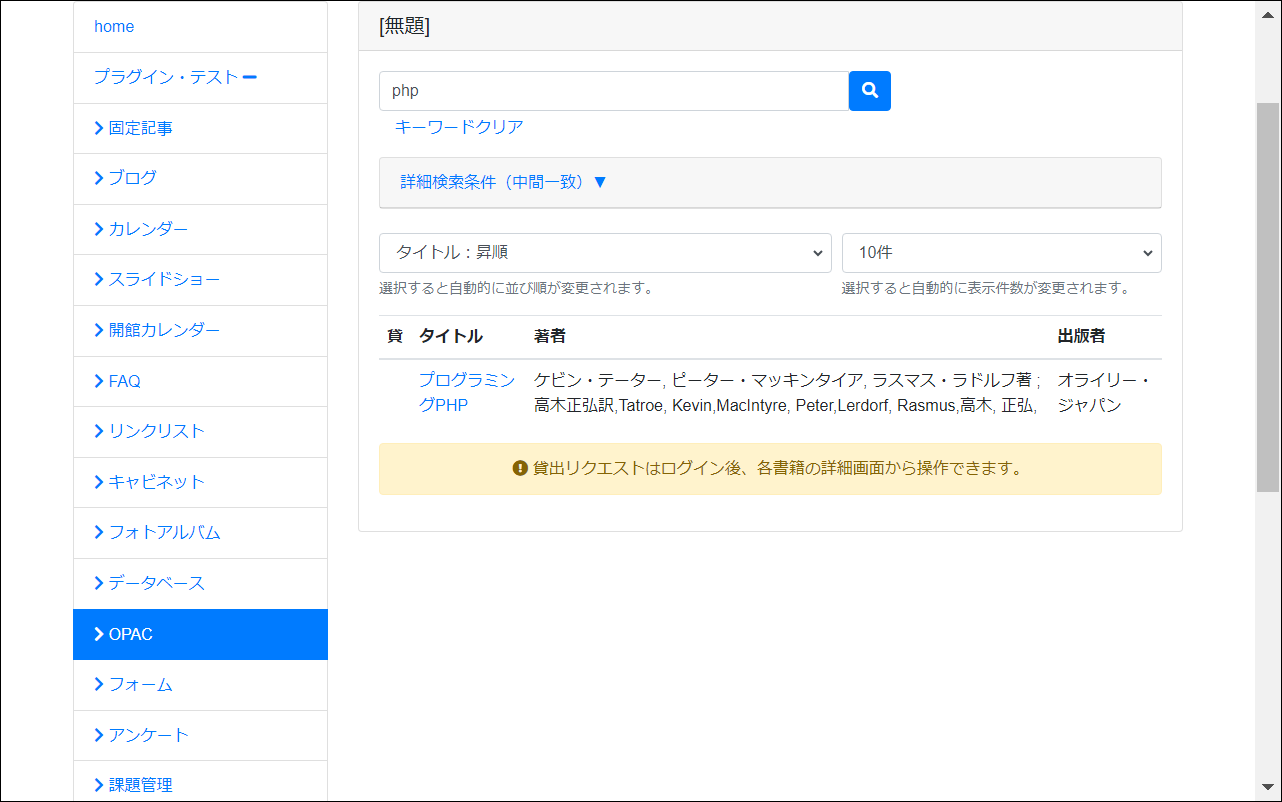 home
プラグイン・テスト
固定記事
ブログ
カレンダー
スライドショー
開館カレンダー
FAQ
リンクリスト
キャビネット
フォトアルバム
データベース
OPAC
フォーム
アンケート
課題管理
[無題]
php
キーワードクリア
詳細検索条件（中間一致）▼
タイトル：昇順
10件
選択すると自動的に並び順が変更されます。
選択すると自動的に表示件数が変更されます。
貸 タイトル 著者 出版者
プログラミン
グPHP
ケビン・テーター, ピーター・マッキンタイア, ラスマス・ラドルフ著 ;
高木正弘訳,Tatroe, Kevin,MacIntyre, Peter,Lerdorf, Rasmus,高木, 正弘,
オライリー・
ジャパン
貸出リクエストはログイン後、各書籍の詳細画面から操作できます。